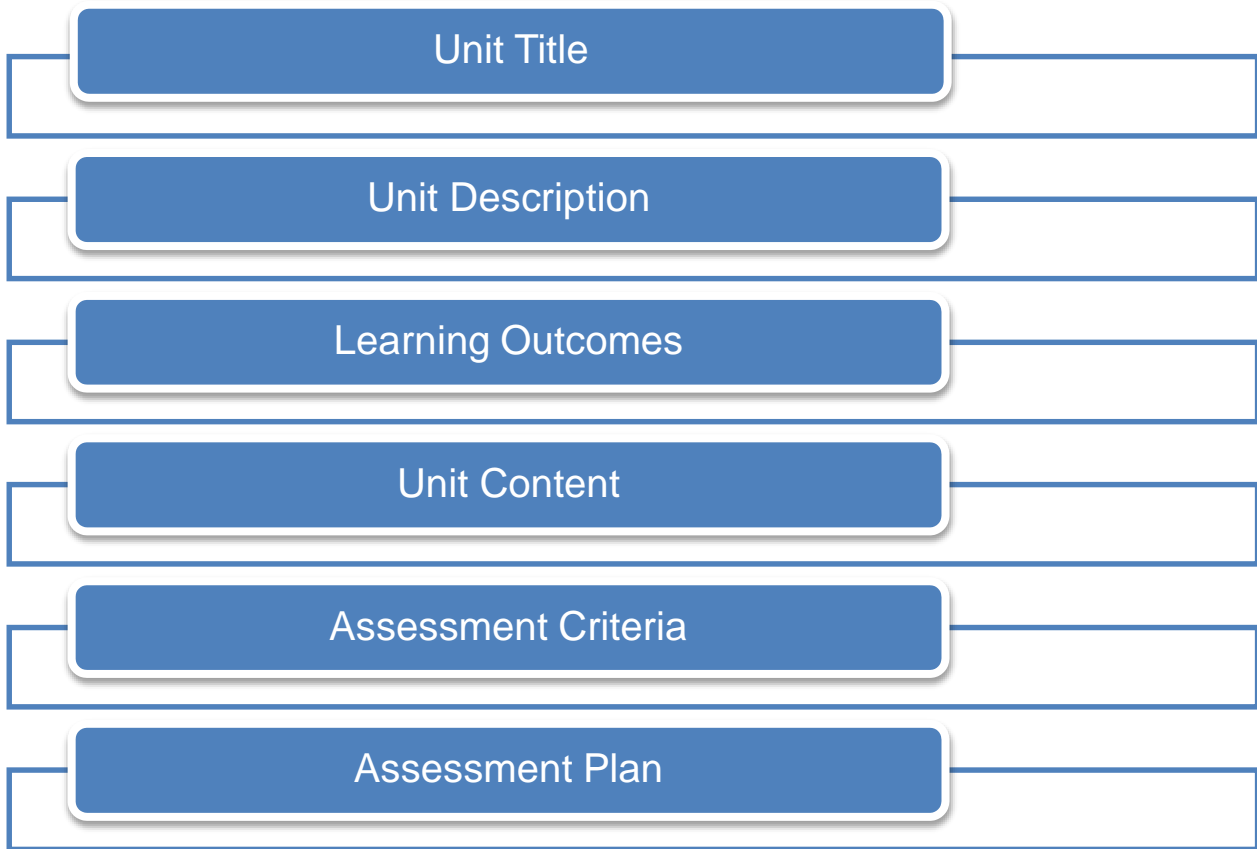 Unit Title
Unit Description
Learning Outcomes
Unit Content
Assessment Criteria
Assessment Plan